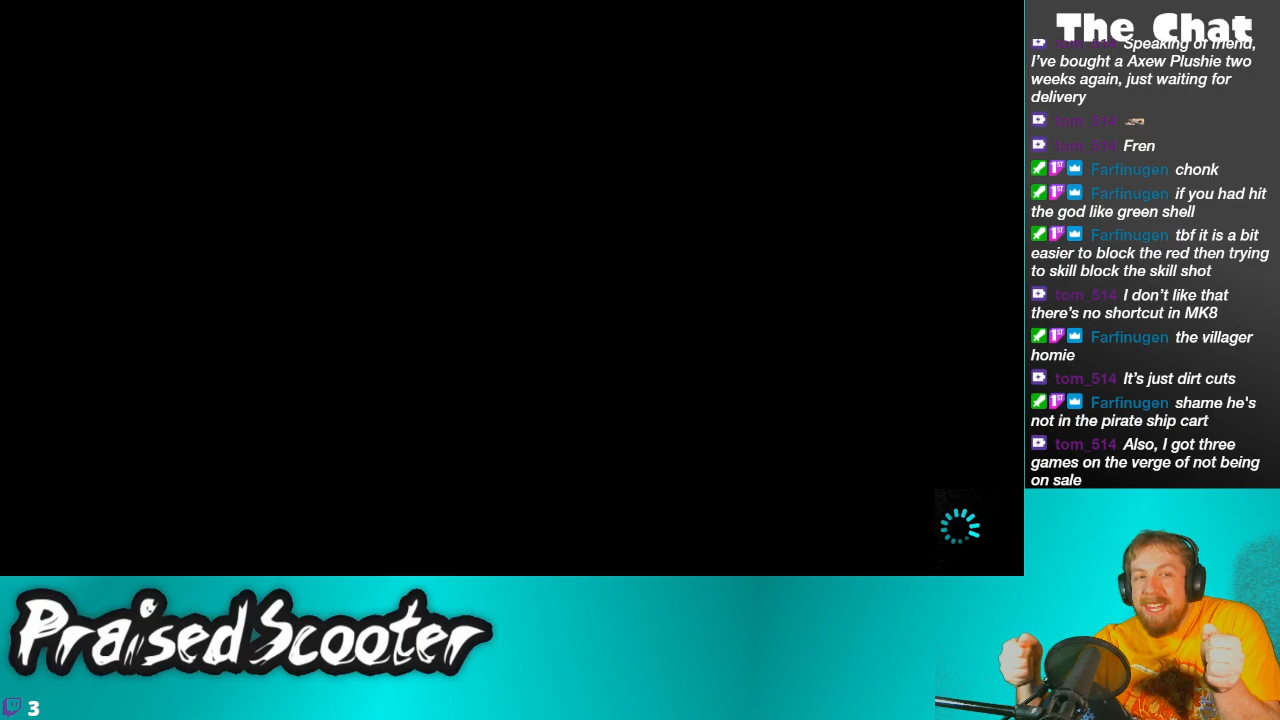 The Chat
tom_514 Speaking of friend,
I've bought a Axew Plushie two
weeks again, just waiting for
delivery
tom_514
tom_514 Fren
Farfinugen chonk
Farfinugen if you had hit
the god like green shell
Farfinugen tbf it is a bit
easier to block the red then trying
to skill block the skill shot
tom_514 I don't like that
there's no shortcut in MK8
Farfinugen the villager
homie
tom_514 It's just dirt cuts
Farfinugen shame he's
not in the pirate ship cart
tom_514 Also, I got three
games on the verge of not being
on sale
PraisedScooter
3